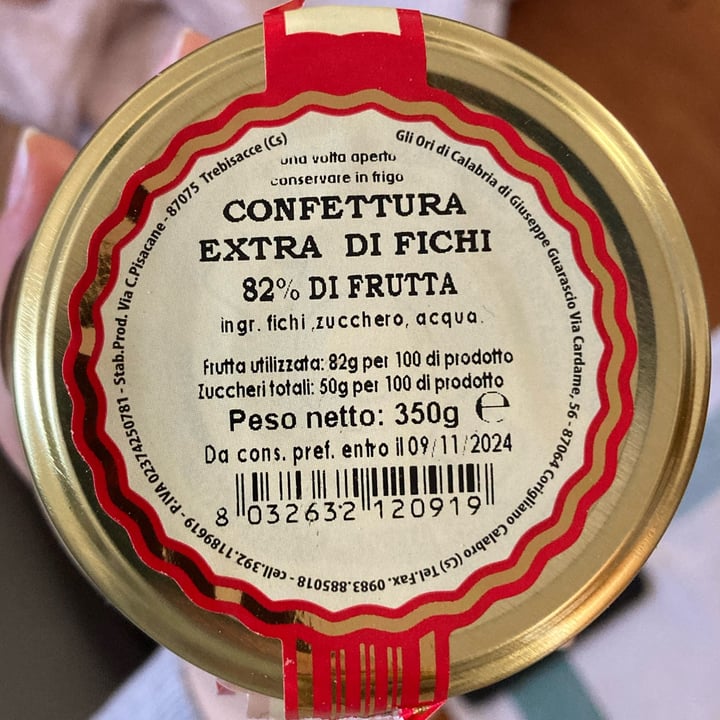 una volta aperto
conservare in frigo
CONFETTURA
EXTRA DI FICHI
82% DI FRUTTA
ingr. fichi ,zucchero, acqua.
Frutta utilizzata: 82g per 100 di prodotto
Zuccheri totali: 50g per 100 di prodotto
Peso netto: 350g ℮
Da cons. pref. entro il 09/11/2024
8 032632 120919
Gli Ori di Calabria di Giuseppe Guarascio Via Cardame, 56 - 87064 Corigliano Calabro (Cs) Tel.Fax. 0983.885018 - cell.392.1189619 - P.IVA 02374250781 - Stab.Prod. Via C.Pisacane - 87075 Trebisacce (Cs)